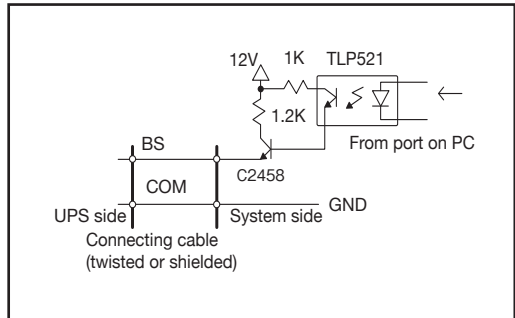 12V
1K
TLP521
1.2K
From port on PC
BS
C2458
COM
GND
UPS side
System side
Connecting cable
(twisted or shielded)